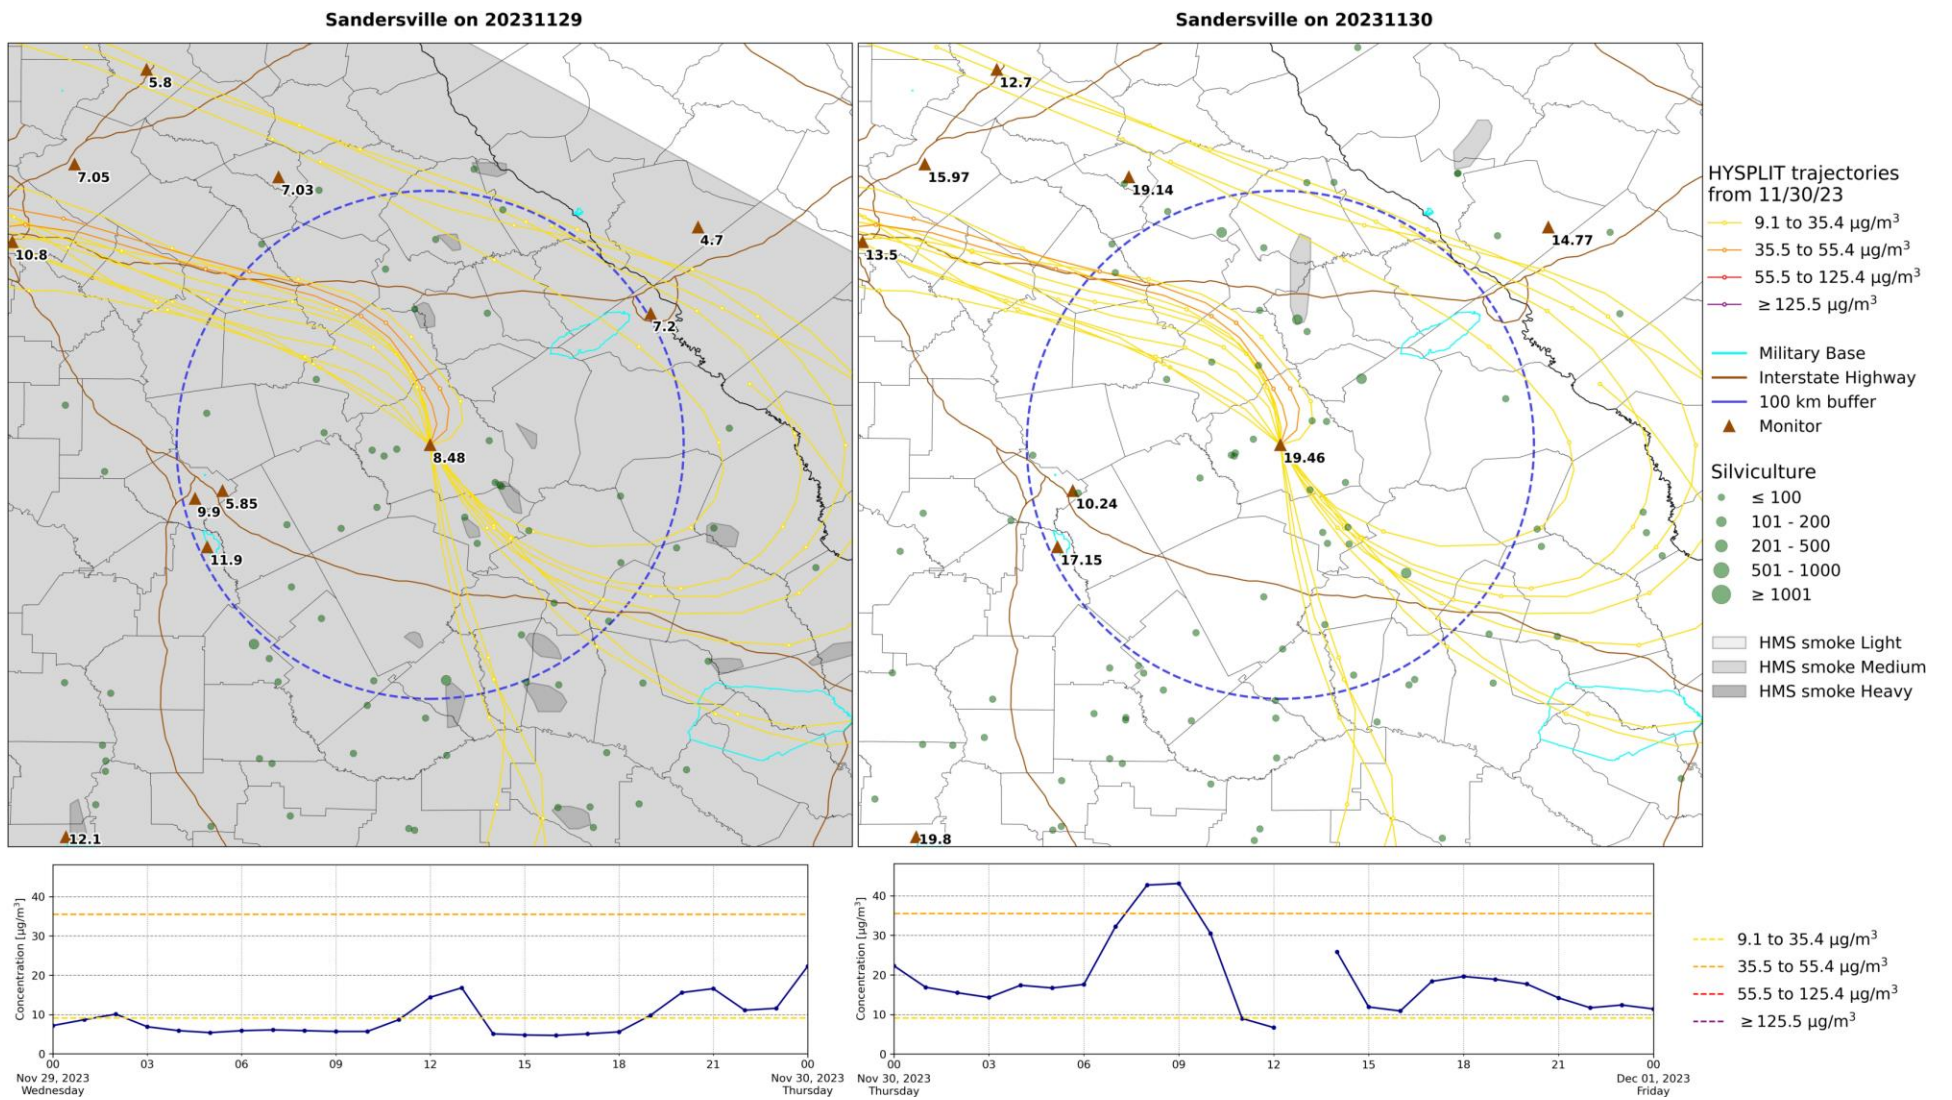 Sandersville on 20231129
Sandersville on 20231130
5.8
7.05
7.03
10.8
4.7
7.2
8.48
5.85
9.9
11.9
12.1
12.7
15.97
19.14
13.5
14.77
19.46
10.24
17.15
19.8
HYSPLIT trajectories
from 11/30/23
9.1 to 35.4 μg/m³
35.5 to 55.4 μg/m³
55.5 to 125.4 μg/m³
≥ 125.5 μg/m³
Military Base
Interstate Highway
100 km buffer
Monitor
Silviculture
≤ 100
101 - 200
201 - 500
501 - 1000
≥ 1001
HMS smoke Light
HMS smoke Medium
HMS smoke Heavy
Concentration [μg/m³]
40
30
20
10
0
00
03
06
09
12
15
18
21
00
Nov 29, 2023
Wednesday
Nov 30, 2023
Thursday
Concentration [μg/m³]
40
30
20
10
0
00
03
06
09
12
15
18
21
00
Nov 30, 2023
Thursday
Dec 01, 2023
Friday
9.1 to 35.4 μg/m³
35.5 to 55.4 μg/m³
55.5 to 125.4 μg/m³
≥ 125.5 μg/m³